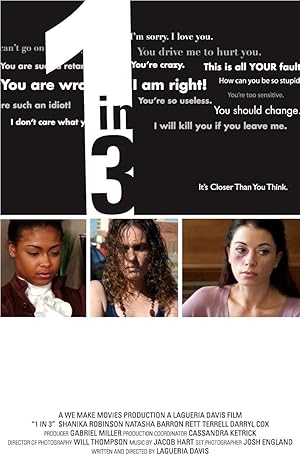 I'm sorry. I love you.
can't go on
You drive me to hurt you.
You are such a retar
You're crazy.
This is all YOUR fault
You are wro
I am right!
How can you be so stupid
You're too sensitive.
are such an idiot!
You're so useless.
You should change.
I don't care what yo
I will kill you if you leave me.
1
in
3
It's Closer Than You Think.
A WE MAKE MOVIES PRODUCTION A LAGUERIA DAVIS FILM
"1 IN 3" SHANIKA ROBINSON NATASHA BARRON RETT TERRELL DARRYL COX
PRODUCER GABRIEL MILLER PRODUCTION COORDINATOR CASSANDRA KETRICK
DIRECTOR OF PHOTOGRAPHY WILL THOMPSON MUSIC BY JACOB HART SET PHOTOGRAPHER JOSH ENGLAND
WRITTEN AND DIRECTED BY LAGUERIA DAVIS